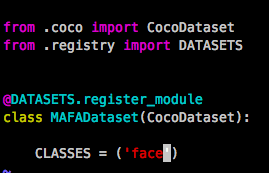 from .coco import CocoDataset
from .registry import DATASETS
@DATASETS.register_module
class MAFADataset(CocoDataset):
CLASSES = ('face')
~